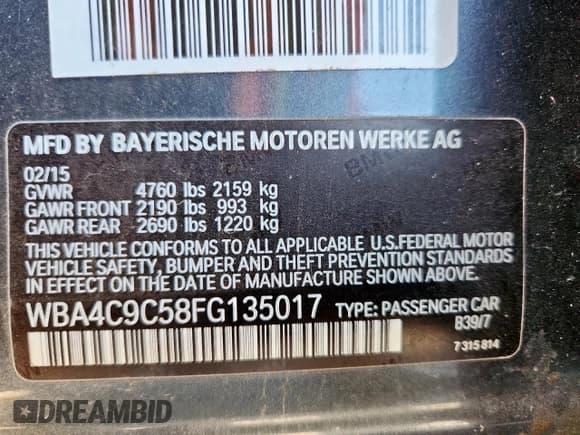 MFD BY BAYERISCHE MOTOREN WERKE AG
02/15
GVWR 4760 lbs 2159 kg
GAWR FRONT 2190 lbs 993 kg
GAWR REAR 2690 lbs 1220 kg
THIS VEHICLE CONFORMS TO ALL APPLICABLE U.S.FEDERAL MOTOR
VEHICLE SAFETY, BUMPER AND THEFT PREVENTION STANDARDS
IN EFFECT ON THE DATE OF MANUFACTURE SHOWN ABOVE.
WBA4C9C58FG135017 TYPE: PASSENGER CAR
B39/7
7315814
DREAMBID